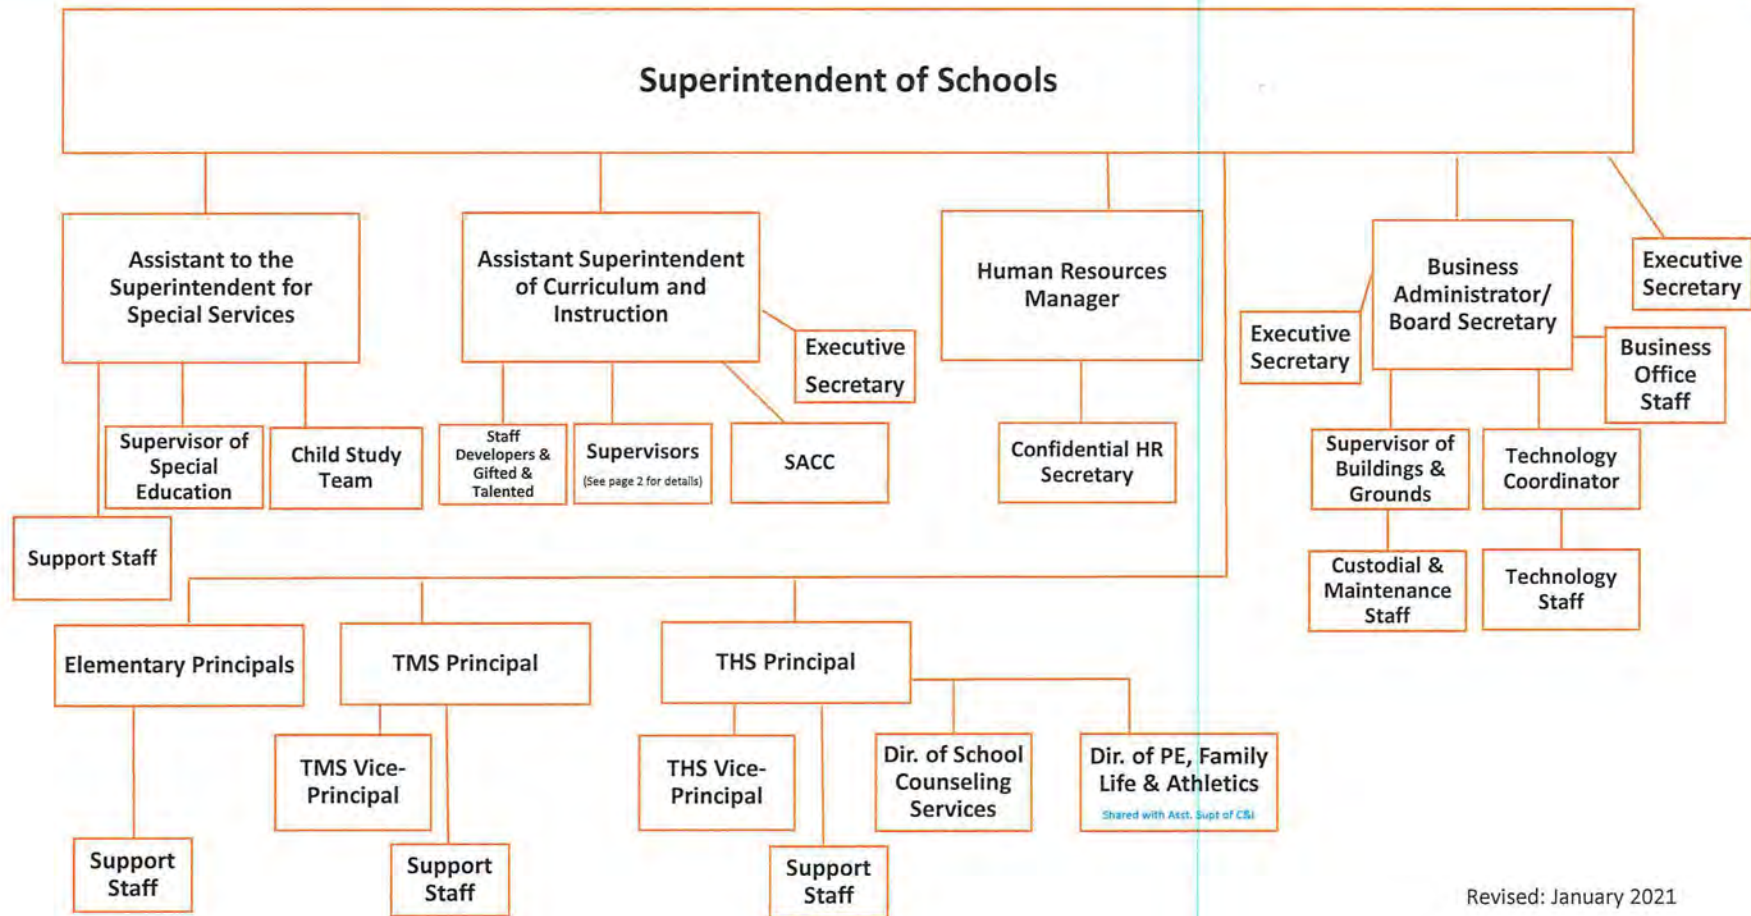 Superintendent of Schools
Assistant to the
Superintendent for
Special Services
Assistant Superintendent
of Curriculum and
Instruction
Human Resources
Manager
Business
Administrator/
Board Secretary
Executive
Secretary
Executive
Secretary
Executive
Secretary
Business
Office
Staff
Supervisor of
Special
Education
Child Study
Team
Staff
Developers &
Gifted &
Talented
Supervisors
(See page 2 for details)
SACC
Confidential HR
Secretary
Supervisor of
Buildings &
Grounds
Technology
Coordinator
Support Staff
Custodial &
Maintenance
Staff
Technology
Staff
Elementary Principals
TMS Principal
THS Principal
TMS Vice-
Principal
THS Vice-
Principal
Dir. of School
Counseling
Services
Dir. of PE, Family
Life & Athletics
Shared with Asst. Supt of C&I
Support
Staff
Support
Staff
Support
Staff
Revised: January 2021